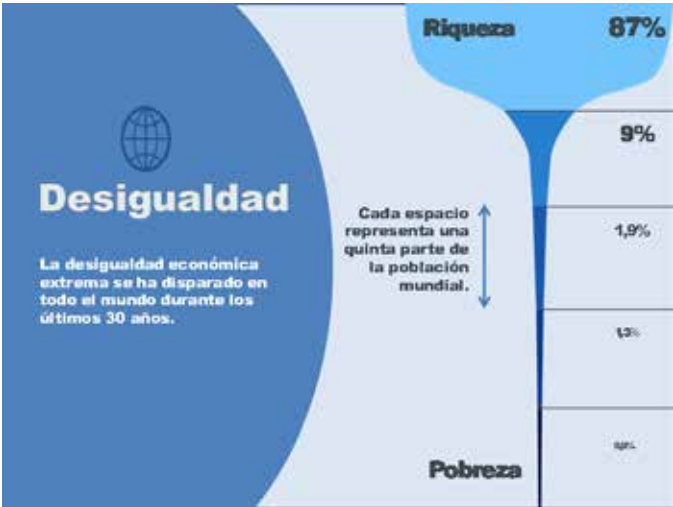 Riqueza 87%
9%
Desigualdad
Cada espacio
representa una
quinta parte de
la población
mundial.
1,9%
La desigualdad económica
extrema se ha disparado en
todo el mundo durante los
últimos 30 años.
Pobreza